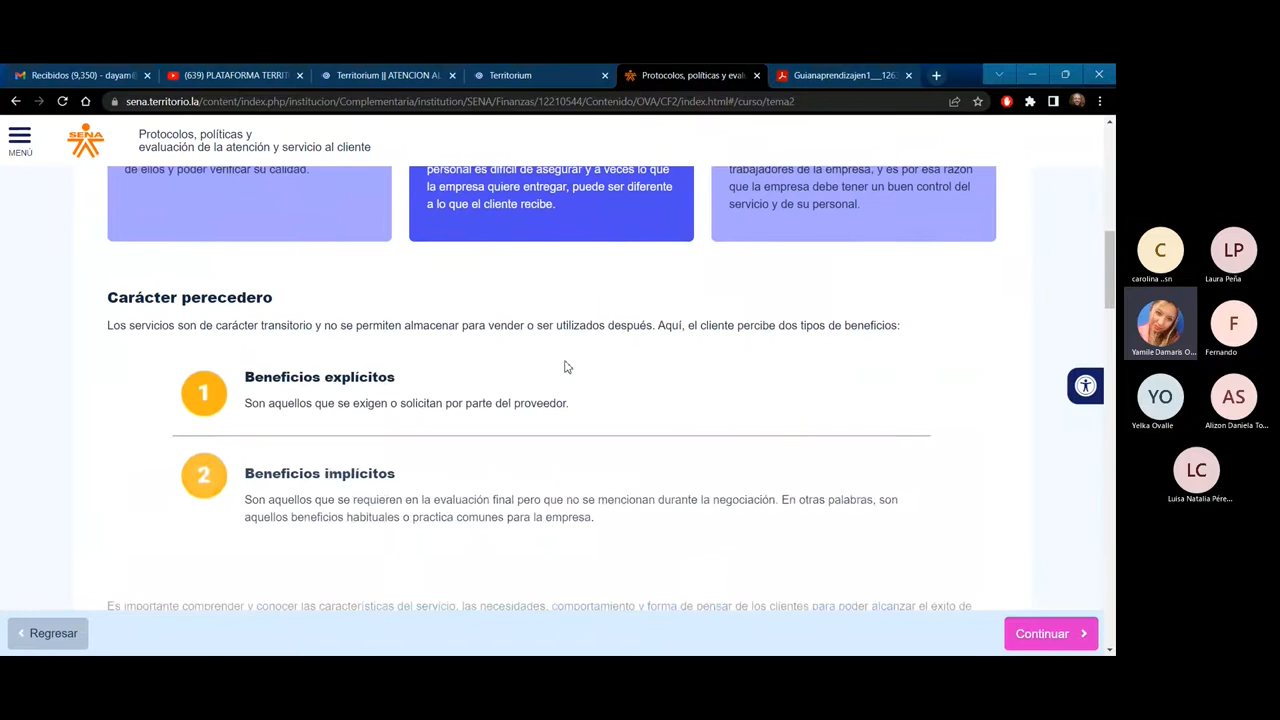 Recibidos (9,350) - dayam@
(639) PLATAFORMA TERRIT
Territorium || ATENCION AL
Territorium
Protocolos, políticas y eval
Guianaprendizajen1___126
sena.territorio.la/content/index.php/institucion/Complementaria/institution/SENA/Finanzas/12210544/Contenido/OVA/CF2/index.html#/curso/tema2
MENÚ
SENA
Protocolos, políticas y
evaluación de la atención y servicio al cliente
de ellos y poder verificar su calidad.
personal es difícil de asegurar y a veces lo que
la empresa quiere entregar, puede ser diferente
a lo que el cliente recibe.
trabajadores de la empresa, y es por esa razón
que la empresa debe tener un buen control del
servicio y de su personal.
Carácter perecedero
Los servicios son de carácter transitorio y no se permiten almacenar para vender o ser utilizados después. Aquí, el cliente percibe dos tipos de beneficios:
1
Beneficios explícitos
Son aquellos que se exigen o solicitan por parte del proveedor.
2
Beneficios implícitos
Son aquellos que se requieren en la evaluación final pero que no se mencionan durante la negociación. En otras palabras, son
aquellos beneficios habituales o practica comunes para la empresa.
Es importante comprender y conocer las características del servicio, las necesidades, comportamiento y forma de pensar de los clientes para poder alcanzar el éxito de
Regresar
Continuar
C
carolina ..sn
LP
Laura Peña
Yamile Damaris O...
F
Fernando
YO
Yelka Ovalle
AS
Alizon Daniela To...
LC
Luisa Natalia Pére...